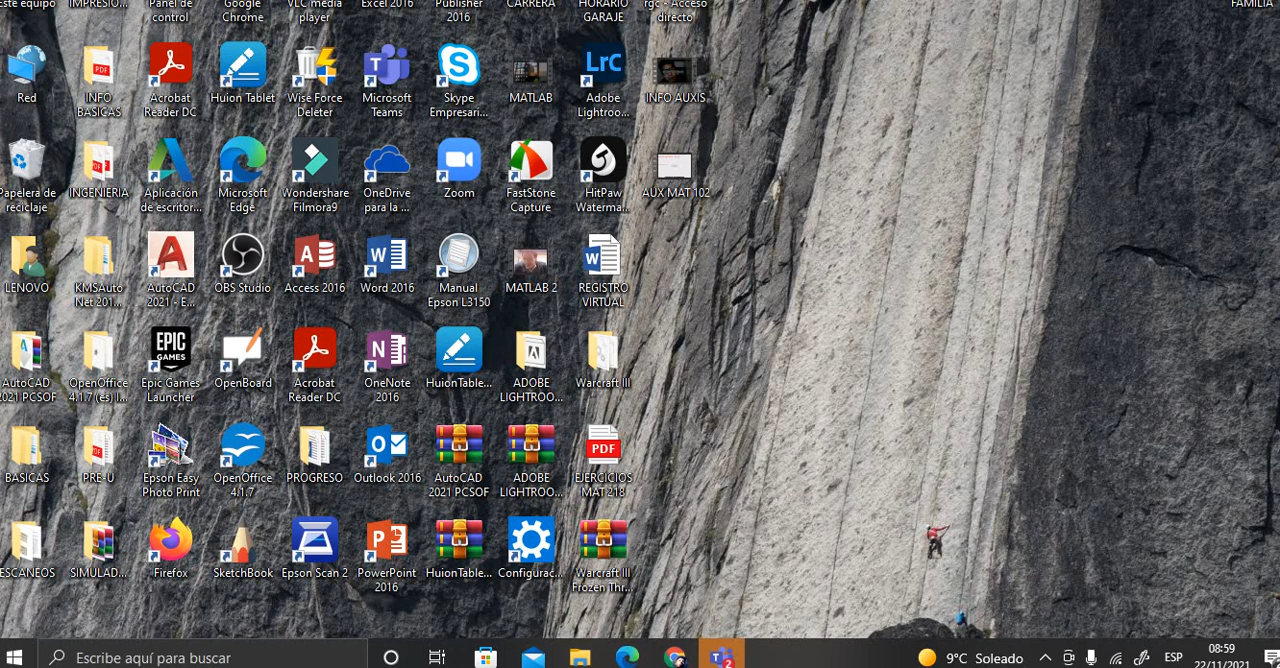 Este equipo
IMPRESIO...
Panel de
control
Google
Chrome
VLC media
player
Excel 2016
Publisher
2016
CARRERA
HORARIO
GARAJE
rgc - Acceso
directo
FAMILIA
Red
INFO
BASICAS
Acrobat
Reader DC
Huion Tablet
Wise Force
Deleter
Microsoft
Teams
Skype
Empresari...
MATLAB
Adobe
Lightroo...
INFO AUXIS
Papelera de
reciclaje
INGENIERIA
Aplicación
de escritor...
Microsoft
Edge
Wondershare
Filmora9
OneDrive
para la ...
Zoom
FastStone
Capture
HitPaw
Waterma...
AUX MAT 102
LENOVO
KMSAuto
Net 201...
AutoCAD
2021 - E...
OBS Studio
Access 2016
Word 2016
Manual
Epson L3150
MATLAB 2
REGISTRO
VIRTUAL
AutoCAD
2021 PCSOF
OpenOffice
4.1.7 (es) I...
EPIC
GAMES
Epic Games
Launcher
OpenBoard
Acrobat
Reader DC
OneNote
2016
HuionTable...
ADOBE
LIGHTROO...
Warcraft III
BASICAS
PRE-U
Epson Easy
Photo Print
OpenOffice
4.1.7
PROGRESO
Outlook 2016
AutoCAD
2021 PCSOF
ADOBE
LIGHTROO...
PDF
EJERCICIOS
MAT 218
ESCANEOS
SIMULAD...
Firefox
SketchBook
Epson Scan 2
PowerPoint
2016
HuionTable...
Configurac...
Warcraft III
Frozen Thr...
Escribe aquí para buscar
2
9°C Soleado
ESP
08:59
22/11/2021